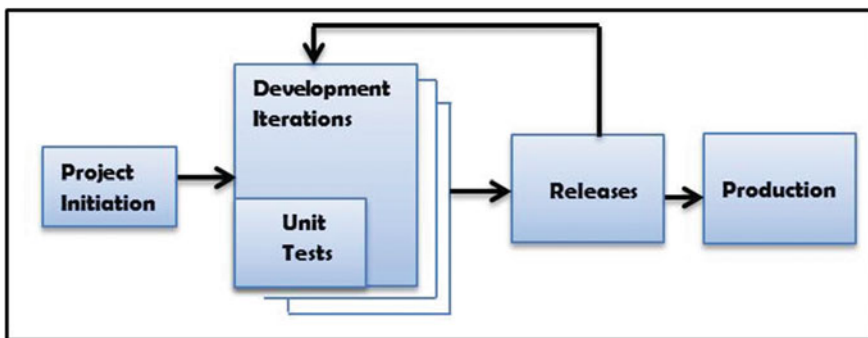 Development
Iterations
Project
Initiation
Unit
Tests
Releases
Production